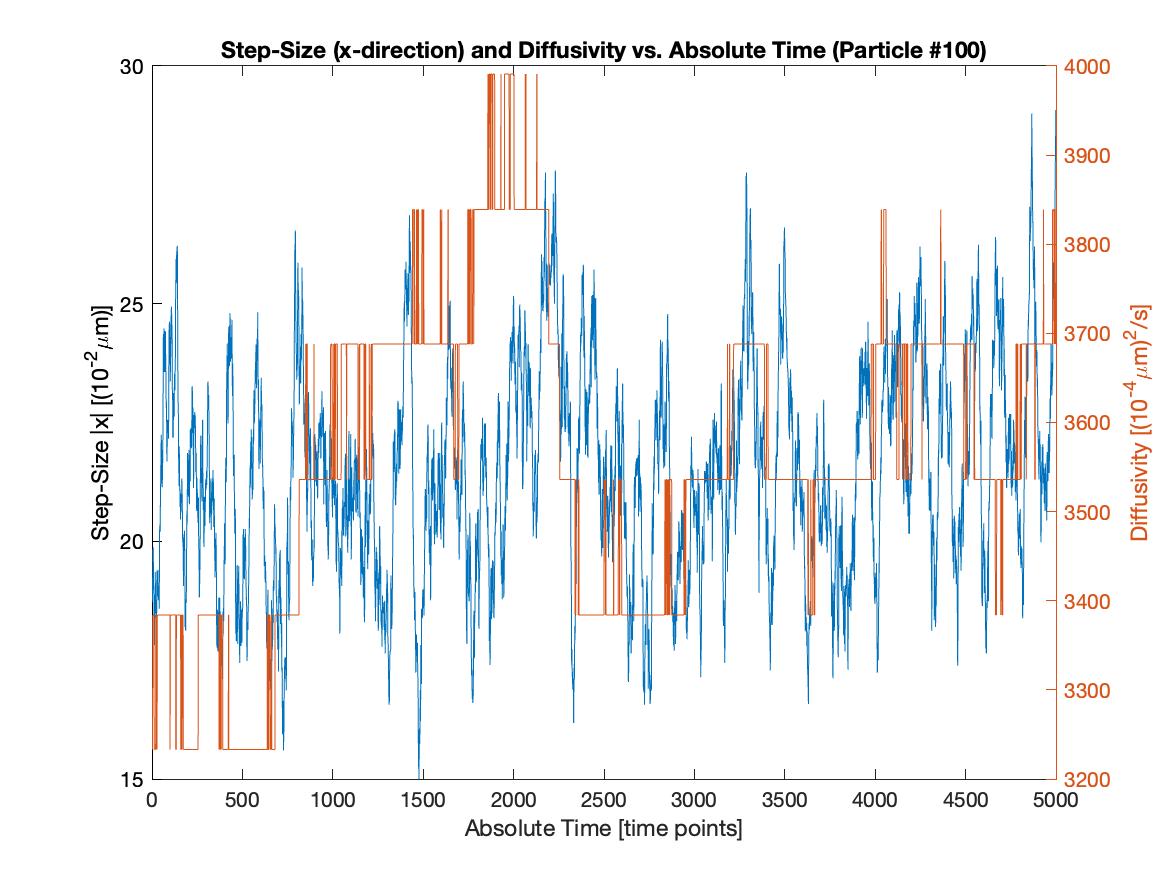 Step-Size (x-direction) and Diffusivity vs. Absolute Time (Particle #100)
30
25
20
15
Step-Size |x| [(10⁻² μm)]
4000
3900
3800
3700
3600
3500
3400
3300
3200
Diffusivity [(10⁻⁴ μm)²/s]
0 500 1000 1500 2000 2500 3000 3500 4000 4500 5000
Absolute Time [time points]